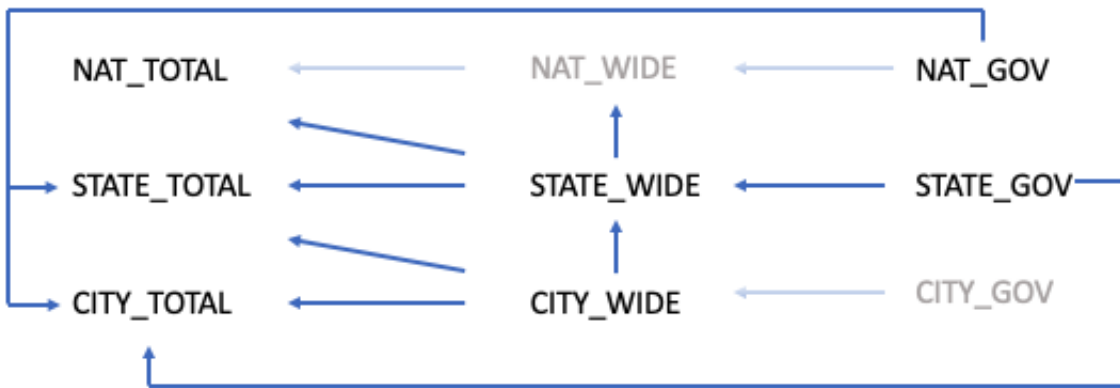 NAT_TOTAL NAT_WIDE NAT_GOV
STATE_TOTAL STATE_WIDE STATE_GOV
CITY_TOTAL CITY_WIDE CITY_GOV